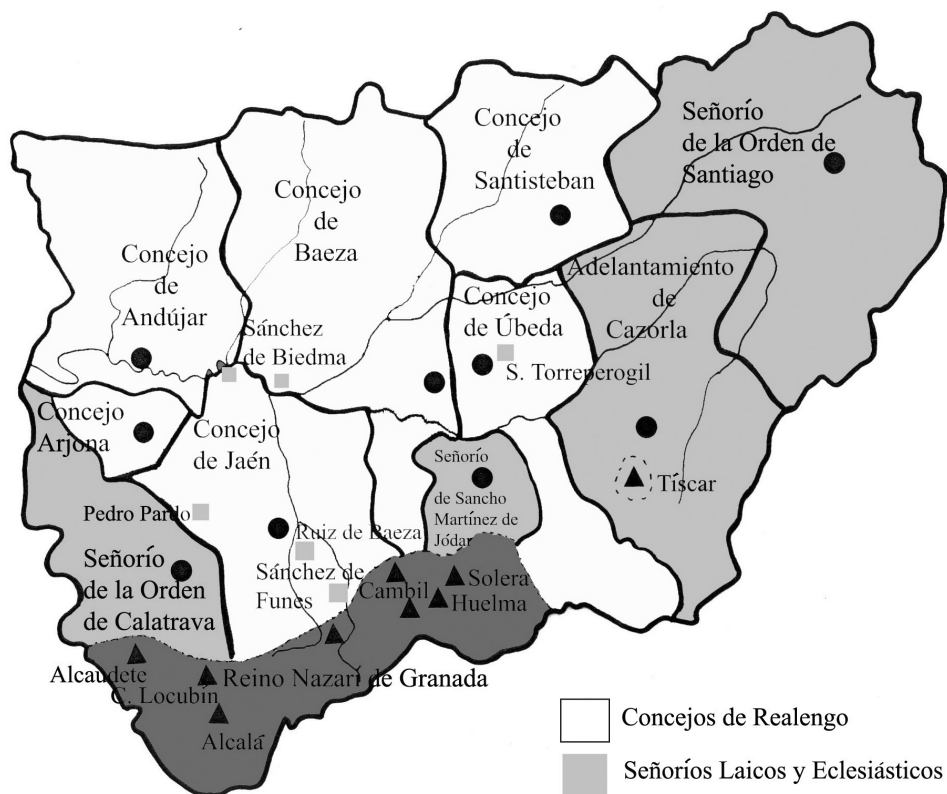 Concejo
de
Santisteban
Señorío
de la Orden de
Santiago
Concejo
de
Baeza
Concejo
de
Andújar
Adelantamiento
de
Cazorla
Concejo
de Úbeda
S. Torreperogil
Sánchez
de Biedma
Concejo
Arjona
Concejo
de Jaén
Señorío
de Sancho
Martínez de
Jódar
Tíscar
Pedro Pardo
Ruiz de Baeza
Sánchez de
Funes
Señorío
de la Orden
de Calatrava
Cambil
Solera
Huelma
Alcaudete
C. Locubín
Reino Nazarí de Granada
Alcalá
Concejos de Realengo
Señoríos Laicos y Eclesiásticos